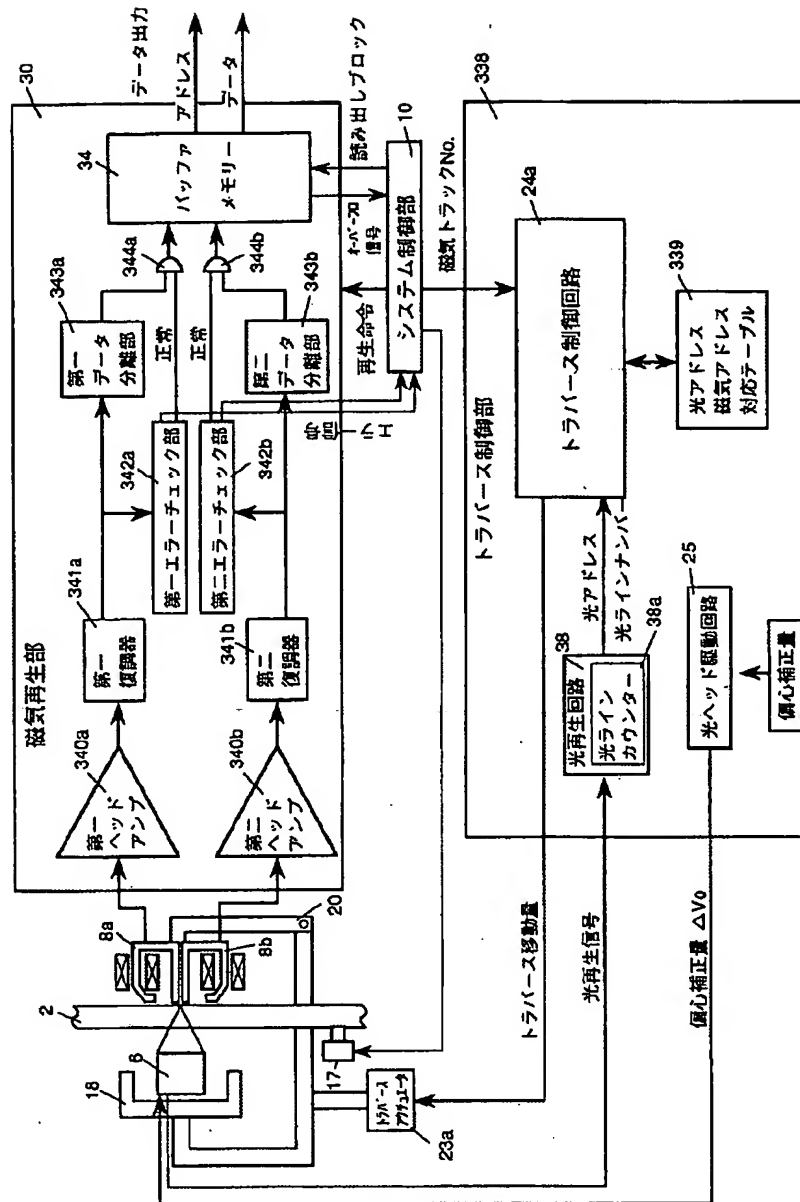 磁気再生部
30
データ出力
アドレス
データ
34
バッファ
メモリー
読み出しブロック
オーバーフロ
信号
10
システム制御部
再生命令
磁気トラックNo.
エラー
信号
344a
344b
343a
第一
データ
分離部
343b
第二
データ
分離部
正常
正常
342a
第一エラーチェック部
第二エラーチェック部
342b
341a
第一
復調器
341b
第二
復調器
340a
第一
ヘッド
アンプ
340b
第二
ヘッド
アンプ
8a
8b
20
2
6
18
17
トラバース
アクチュエータ
23a
トラバース移動量
光再生信号
偏心補正量 ΔVo
338
トラバース制御部
24a
トラバース制御回路
339
光アドレス
磁気アドレス
対応テーブル
光アドレス
光ラインナンバー
38
光再生回路
光ライン
カウンター
38a
25
光ヘッド駆動回路
偏心補正量